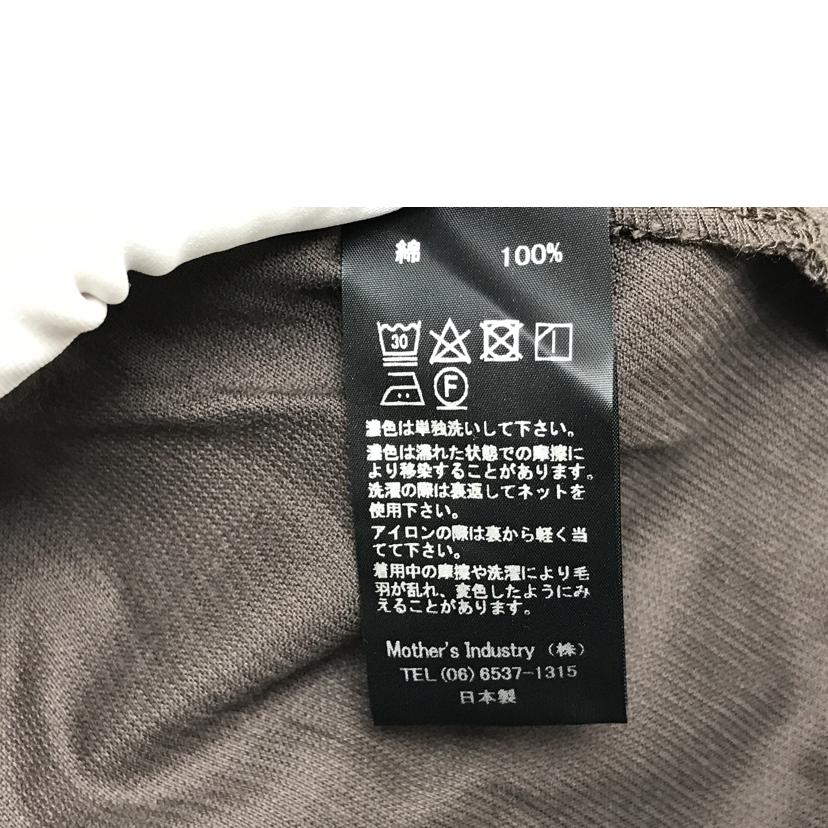 綿 100%
30
F
濃色は単独洗いして下さい。
濃色は濡れた状態での摩擦に
より移染することがあります。
洗濯の際は裏返してネットを
使用下さい。
アイロンの際は裏から軽く当
てて下さい。
着用中の摩擦や洗濯により毛
羽が乱れ、変色したようにみ
えることがあります。
Mother's Industry (株)
TEL(06)6537-1315
日本製